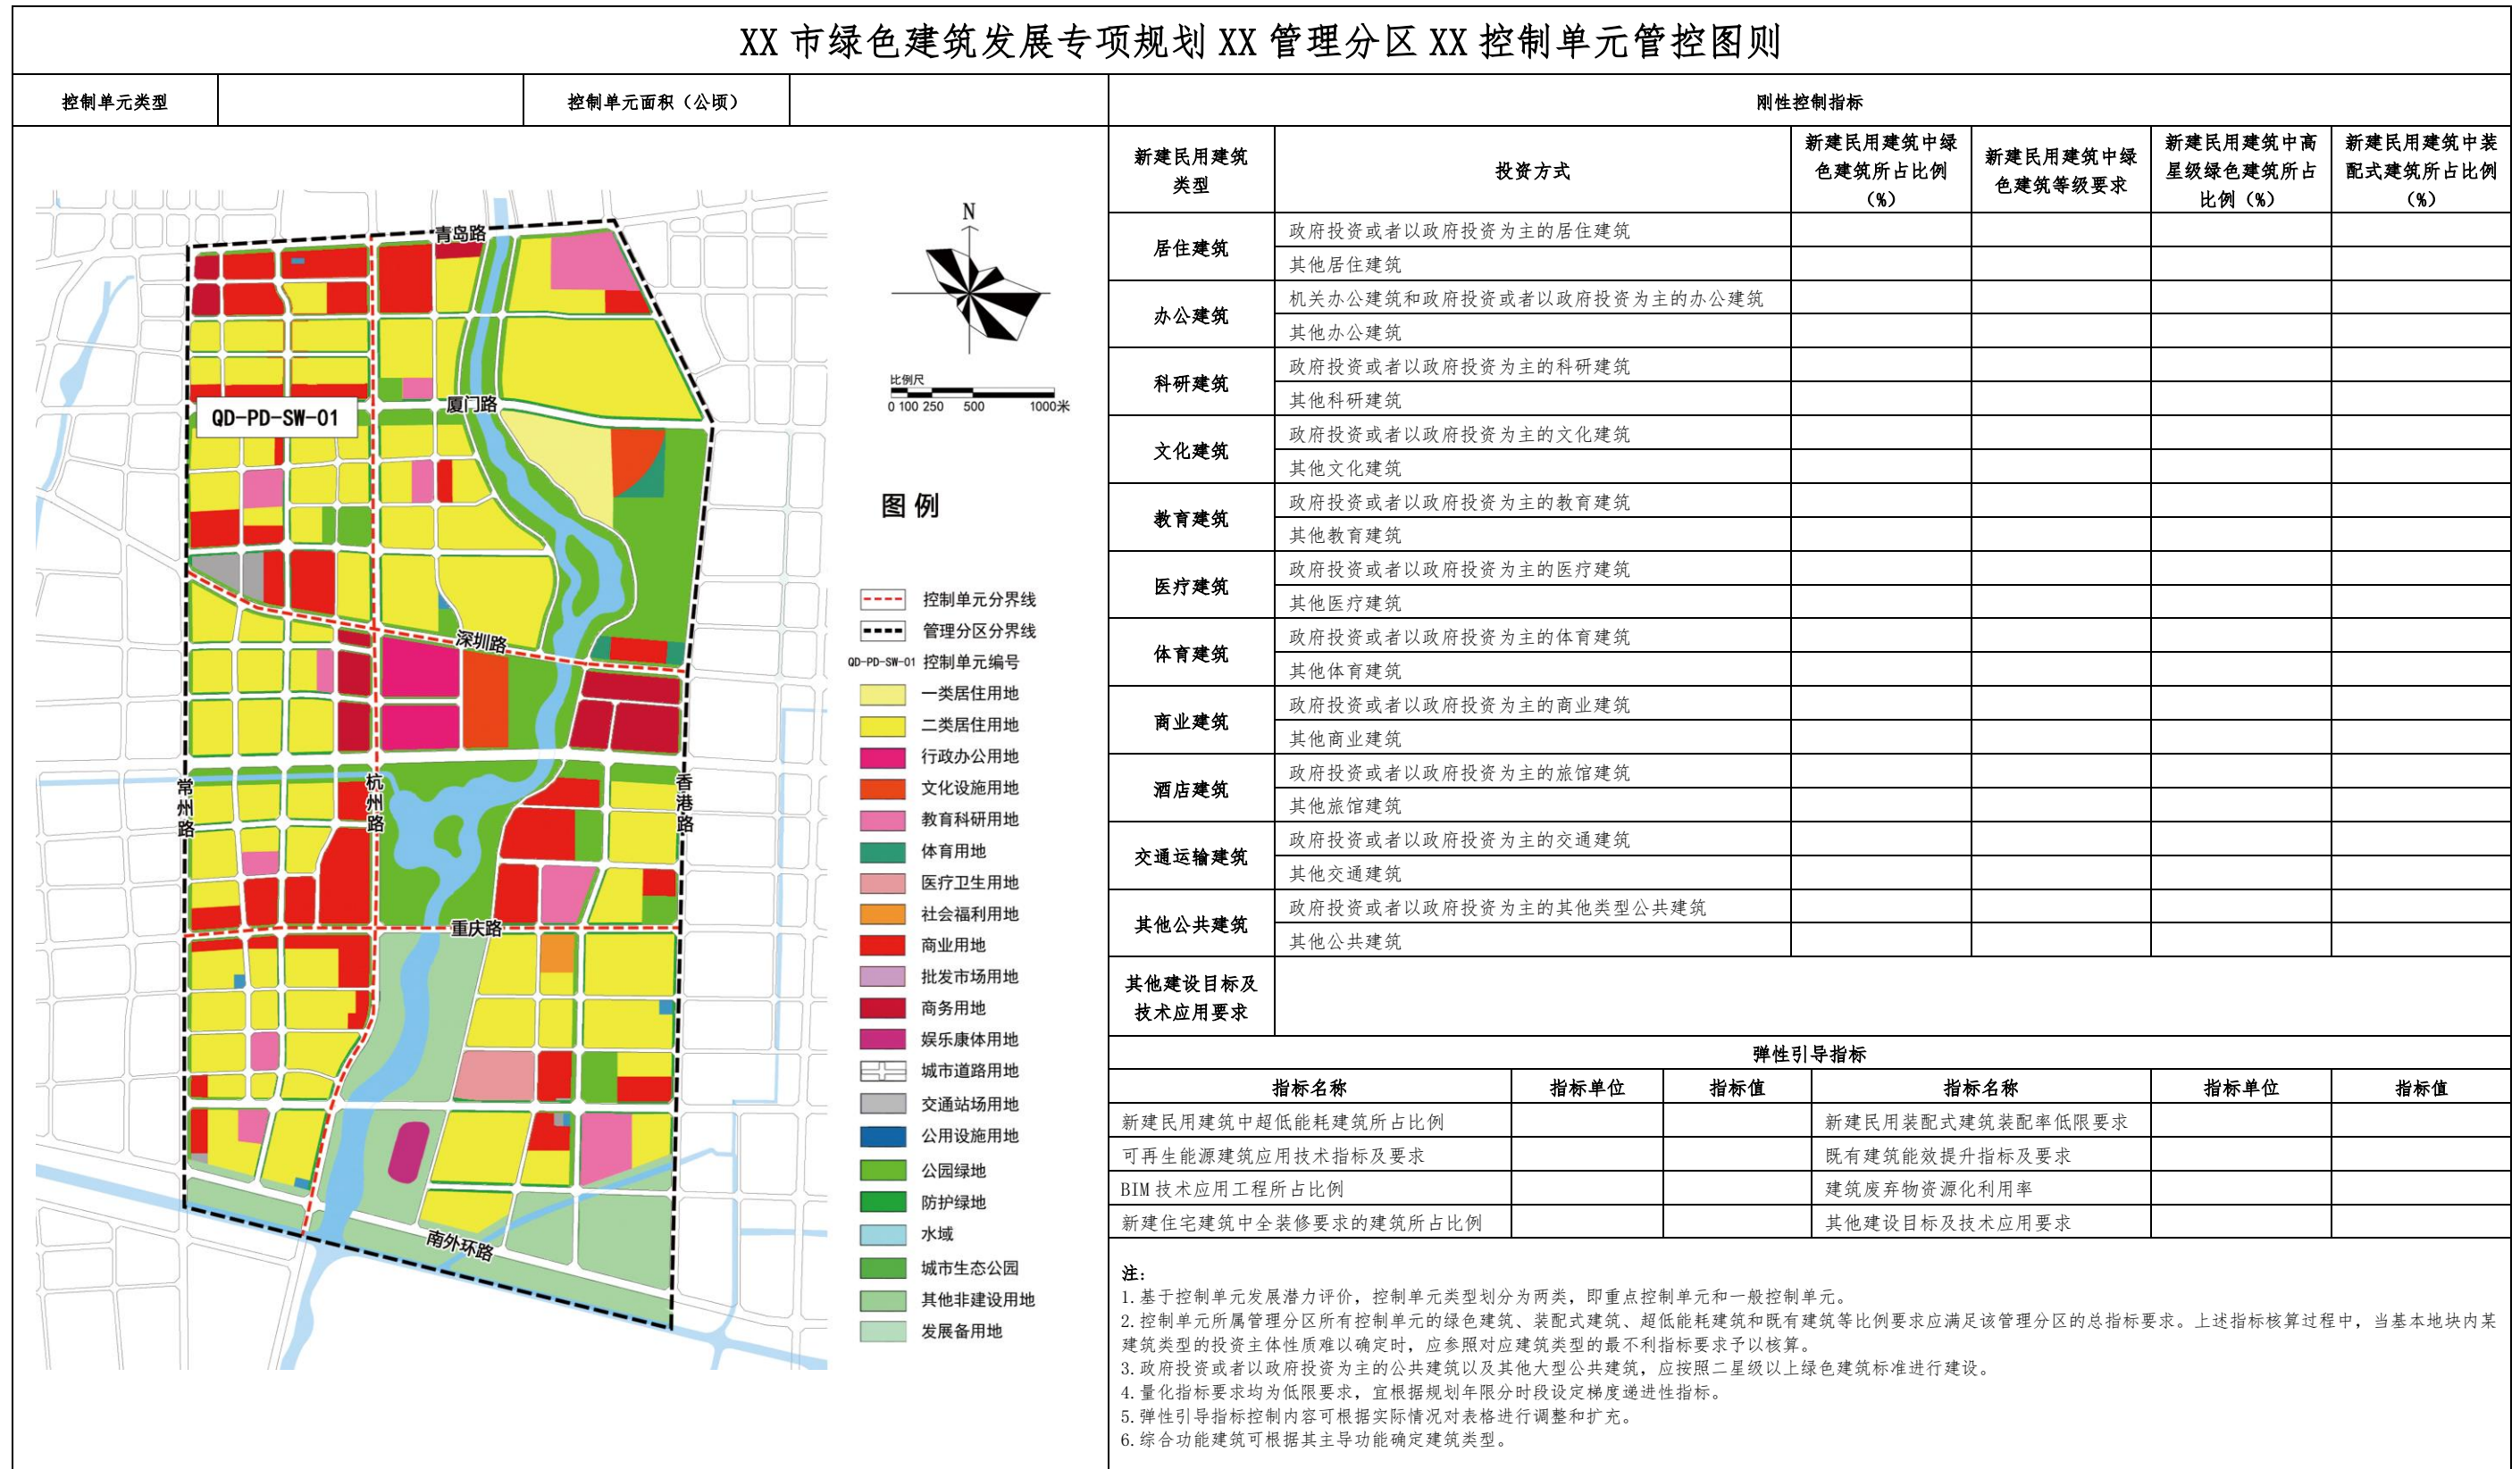 XX 市绿色建筑发展专项规划 XX 管理分区 XX 控制单元管控图则
控制单元类型
控制单元面积（公顷）
青岛路
厦门路
QD-PD-SW-01
深圳路
常州路
杭州路
香港路
重庆路
南外环路
N
比例尺
0 100 250 500 1000米
图 例
控制单元分界线
管理分区分界线
QD-PD-SW-01 控制单元编号
一类居住用地
二类居住用地
行政办公用地
文化设施用地
教育科研用地
体育用地
医疗卫生用地
社会福利用地
商业用地
批发市场用地
商务用地
娱乐康体用地
城市道路用地
交通站场用地
公用设施用地
公园绿地
防护绿地
水域
城市生态公园
其他非建设用地
发展备用地
刚性控制指标
新建民用建筑
类型
投资方式
新建民用建筑中绿
色建筑所占比例
（%）
新建民用建筑中绿
色建筑等级要求
新建民用建筑中高
星级绿色建筑所占
比例（%）
新建民用建筑中装
配式建筑所占比例
（%）
居住建筑
政府投资或者以政府投资为主的居住建筑
其他居住建筑
办公建筑
机关办公建筑和政府投资或者以政府投资为主的办公建筑
其他办公建筑
科研建筑
政府投资或者以政府投资为主的科研建筑
其他科研建筑
文化建筑
政府投资或者以政府投资为主的文化建筑
其他文化建筑
教育建筑
政府投资或者以政府投资为主的教育建筑
其他教育建筑
医疗建筑
政府投资或者以政府投资为主的医疗建筑
其他医疗建筑
体育建筑
政府投资或者以政府投资为主的体育建筑
其他体育建筑
商业建筑
政府投资或者以政府投资为主的商业建筑
其他商业建筑
酒店建筑
政府投资或者以政府投资为主的旅馆建筑
其他旅馆建筑
交通运输建筑
政府投资或者以政府投资为主的交通建筑
其他交通建筑
其他公共建筑
政府投资或者以政府投资为主的其他类型公共建筑
其他公共建筑
其他建设目标及
技术应用要求
弹性引导指标
指标名称 指标单位 指标值 指标名称 指标单位 指标值
新建民用建筑中超低能耗建筑所占比例 新建民用装配式建筑装配率低限要求
可再生能源建筑应用技术指标及要求 既有建筑能效提升指标及要求
BIM 技术应用工程所占比例 建筑废弃物资源化利用率
新建住宅建筑中全装修要求的建筑所占比例 其他建设目标及技术应用要求
注:
1.基于控制单元发展潜力评价，控制单元类型划分为两类，即重点控制单元和一般控制单元。
2.控制单元所属管理分区所有控制单元的绿色建筑、装配式建筑、超低能耗建筑和既有建筑等比例要求应满足该管理分区的总指标要求。上述指标核算过程中，当基本地块内某
建筑类型的投资主体性质难以确定时，应参照对应建筑类型的最不利指标要求予以核算。
3.政府投资或者以政府投资为主的公共建筑以及其他大型公共建筑，应按照二星级以上绿色建筑标准进行建设。
4.量化指标要求均为低限要求，宜根据规划年限分时段设定梯度递进性指标。
5.弹性引导指标控制内容可根据实际情况对表格进行调整和扩充。
6.综合功能建筑可根据其主导功能确定建筑类型。